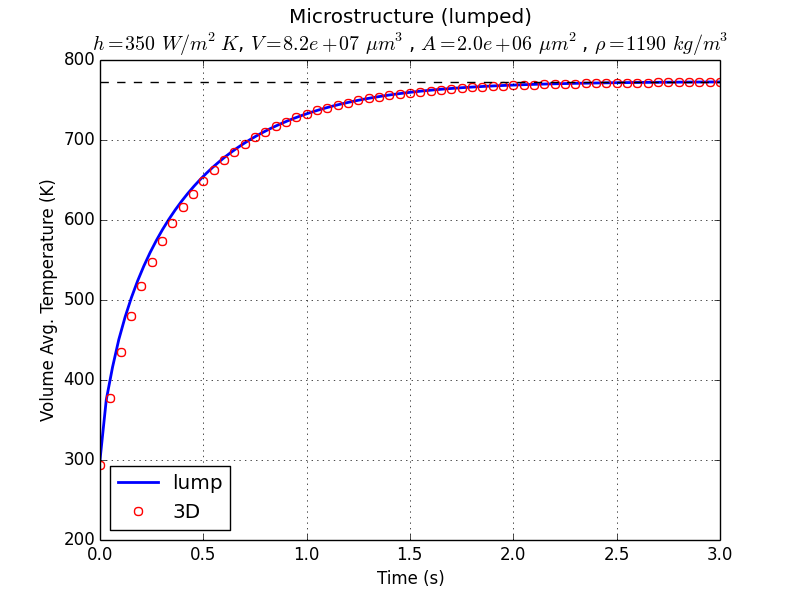 Microstructure (lumped)
h=350 W/m² K, V=8.2e+07 μm³ , A=2.0e+06 μm² , ρ=1190 kg/m³
800
700
600
500
400
300
200
Volume Avg. Temperature (K)
lump
3D
0.0 0.5 1.0 1.5 2.0 2.5 3.0
Time (s)